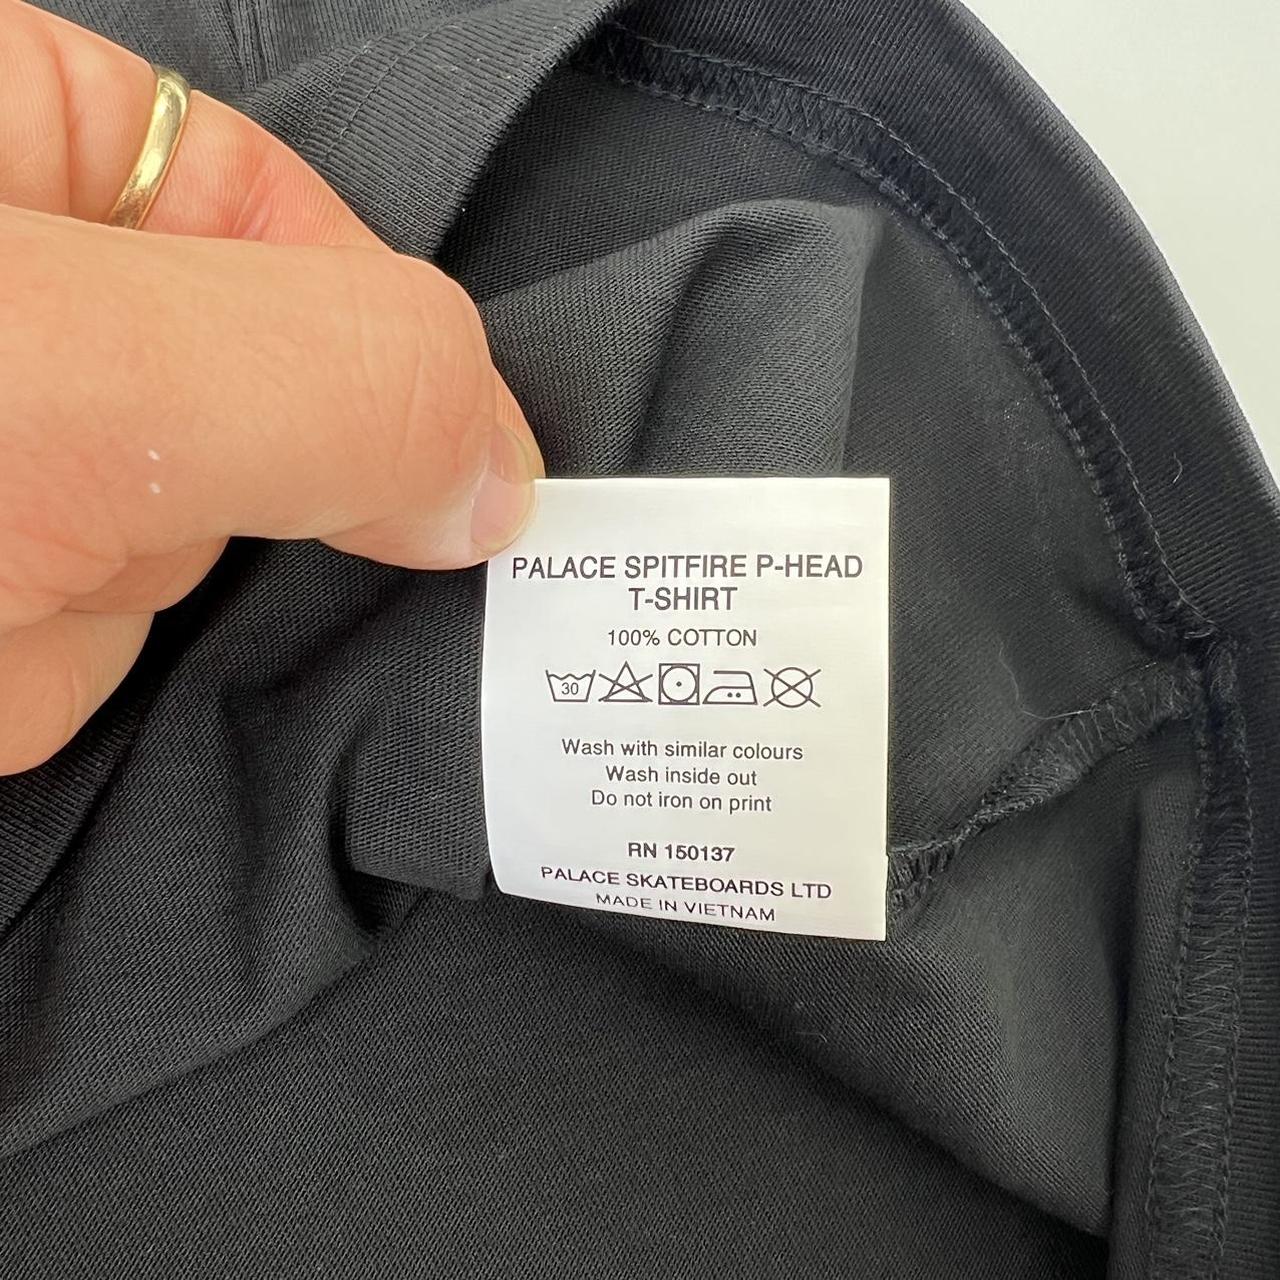 PALACE SPITFIRE P-HEAD
T-SHIRT
100% COTTON
30
Wash with similar colours
Wash inside out
Do not iron on print
RN 150137
PALACE SKATEBOARDS LTD
MADE IN VIETNAM